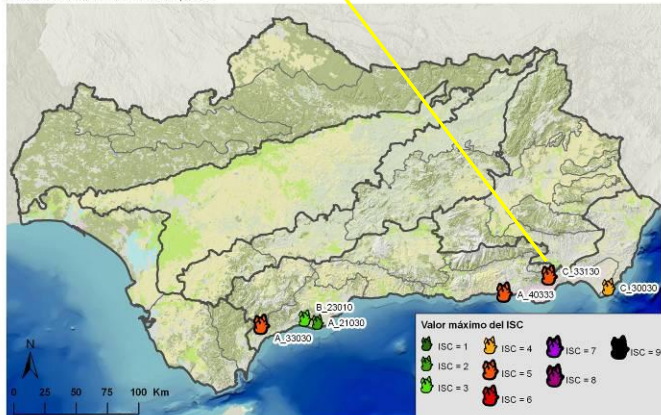 C_33130
A_40333
C_30030
B_23010
A_21030
A_33030
Valor máximo del ISC
ISC = 1
ISC = 2
ISC = 3
ISC = 4
ISC = 5
ISC = 6
ISC = 7
ISC = 8
ISC = 9
N
0 25 50 100 Km